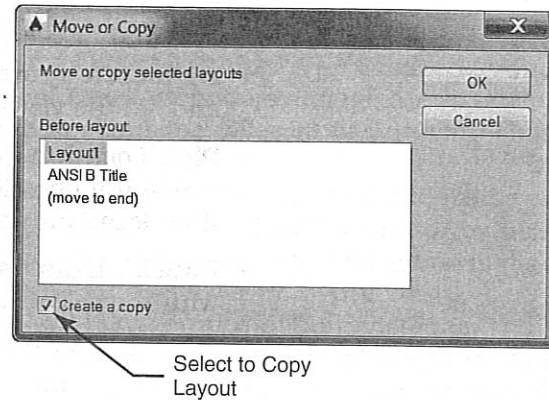 Move or Copy
X
Move or copy selected layouts
OK
Cancel
Before layout:
Layout1
ANSI B Title
(move to end)
Create a copy
Select to Copy
Layout